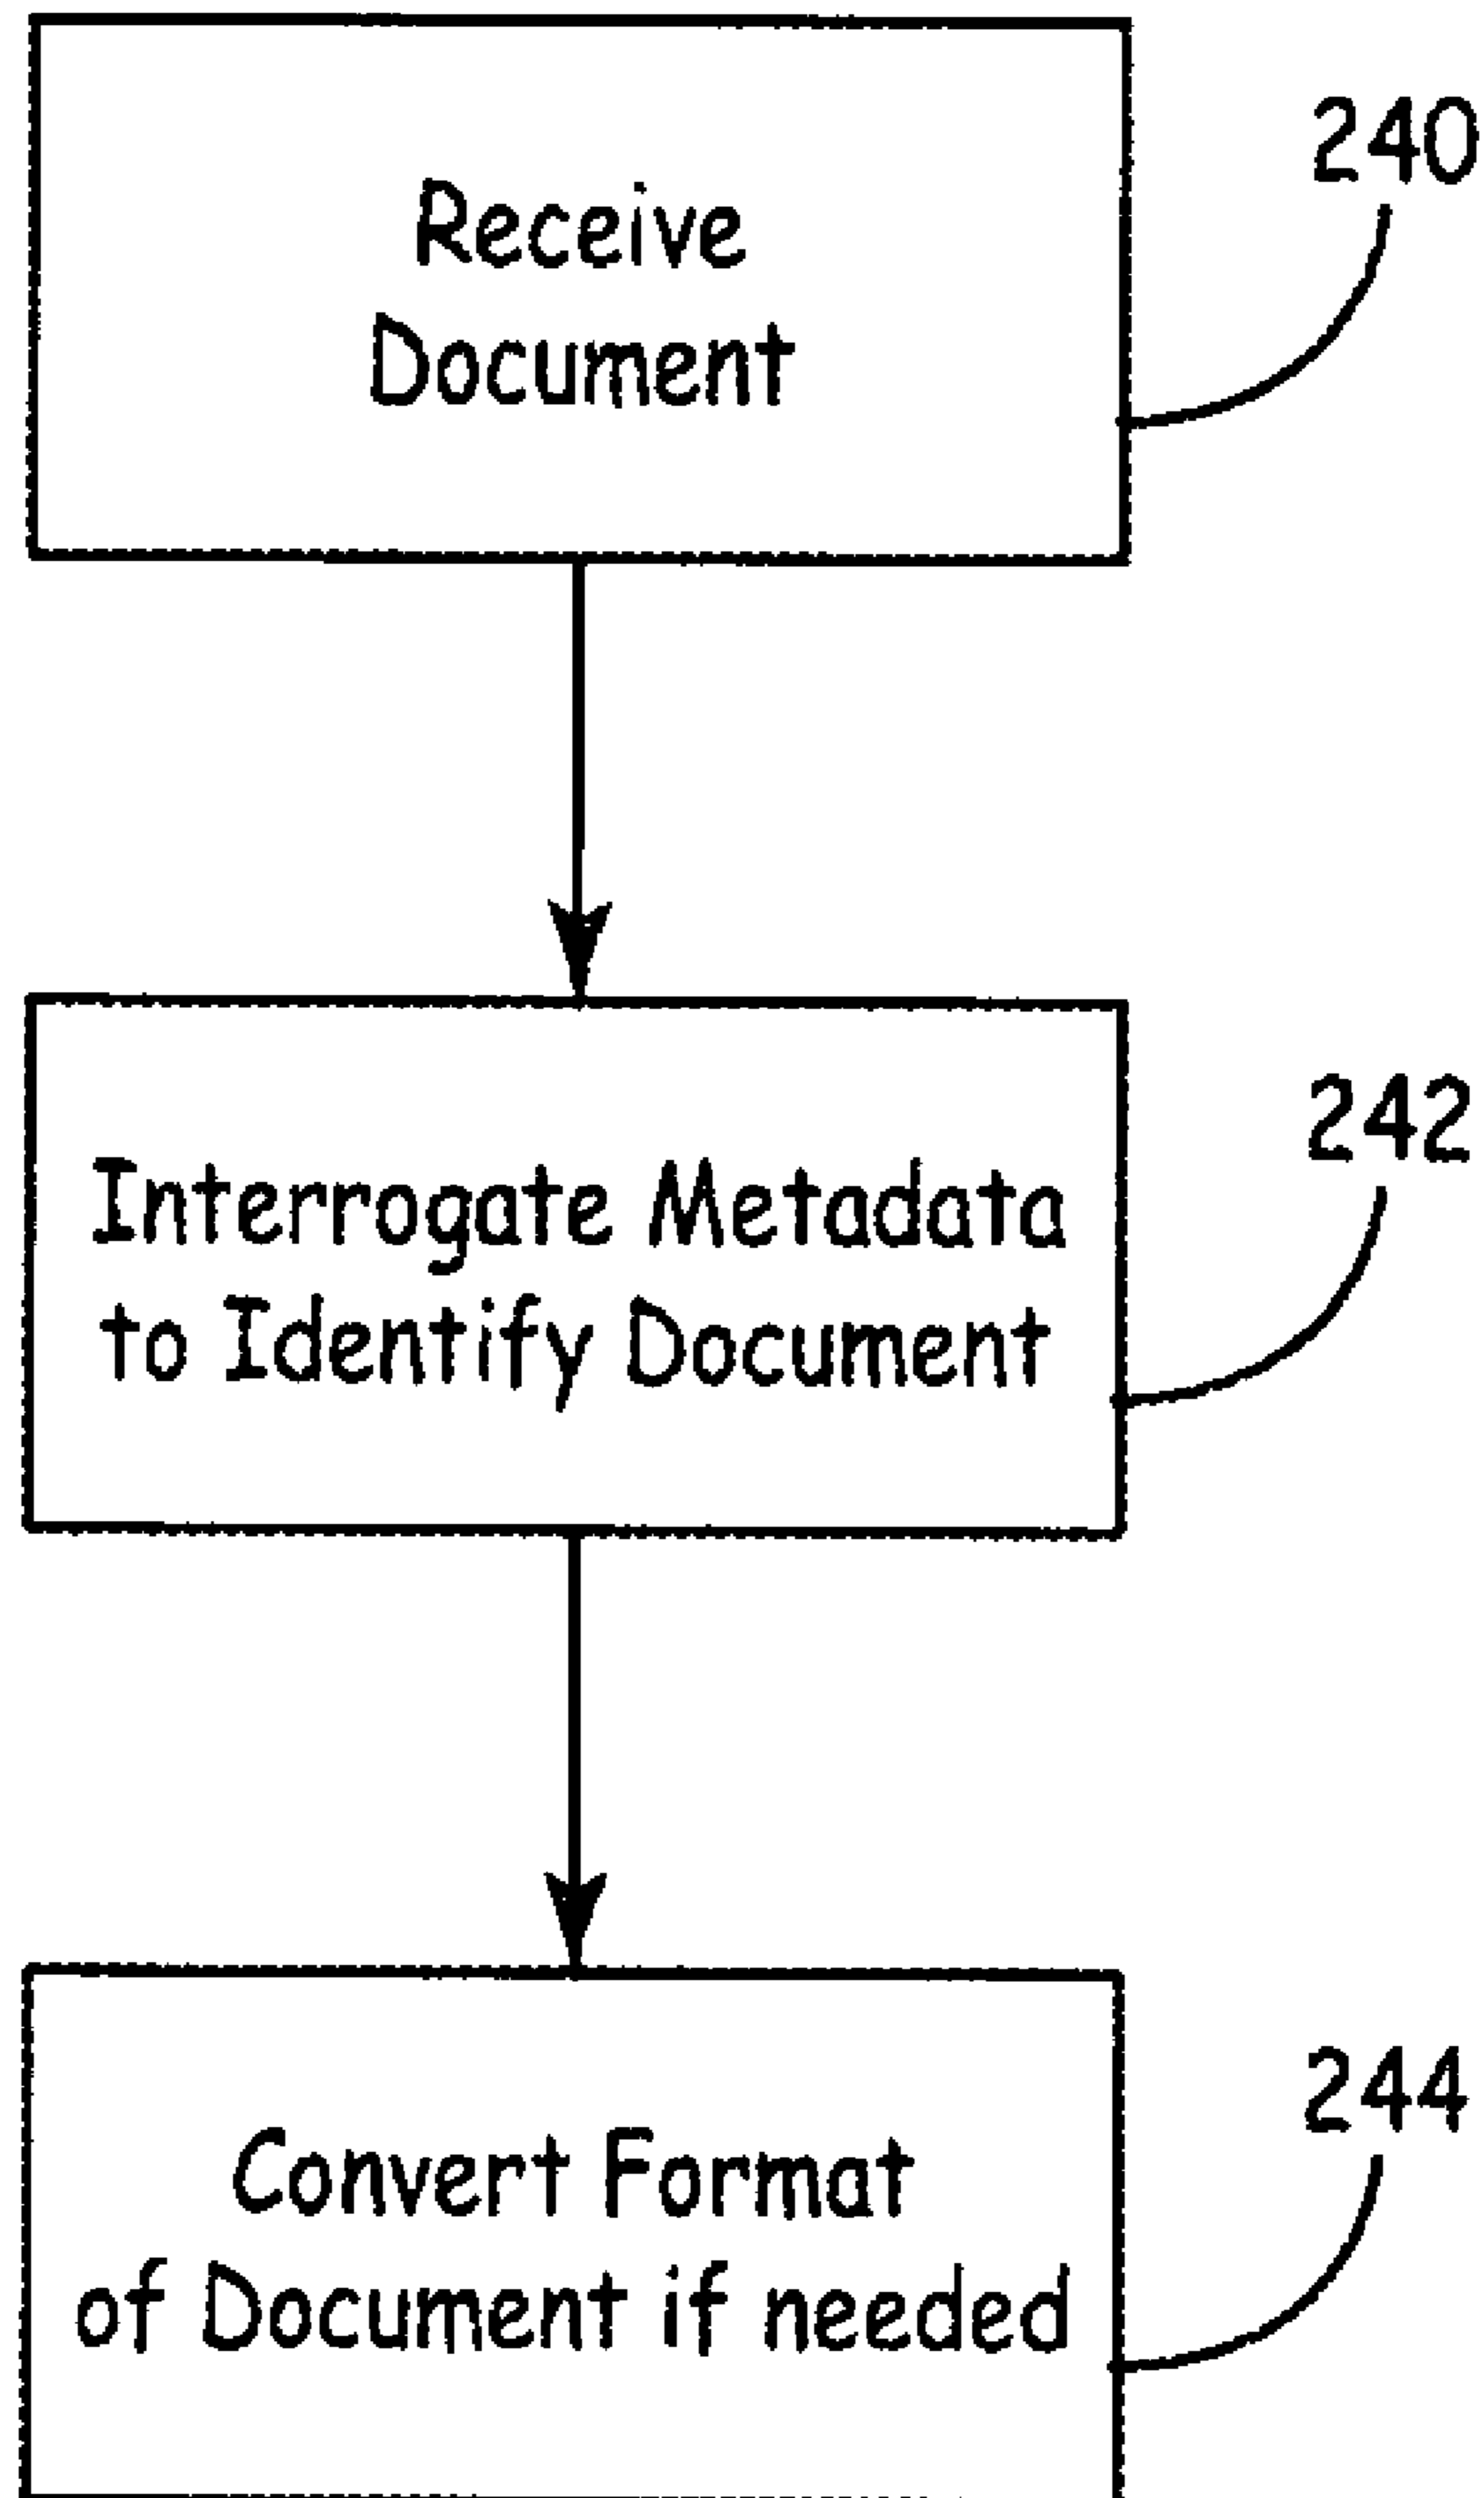 240
Receive
Document
242
Interrogate Metadata
to Identify Document
244
Convert Format
of Document if needed